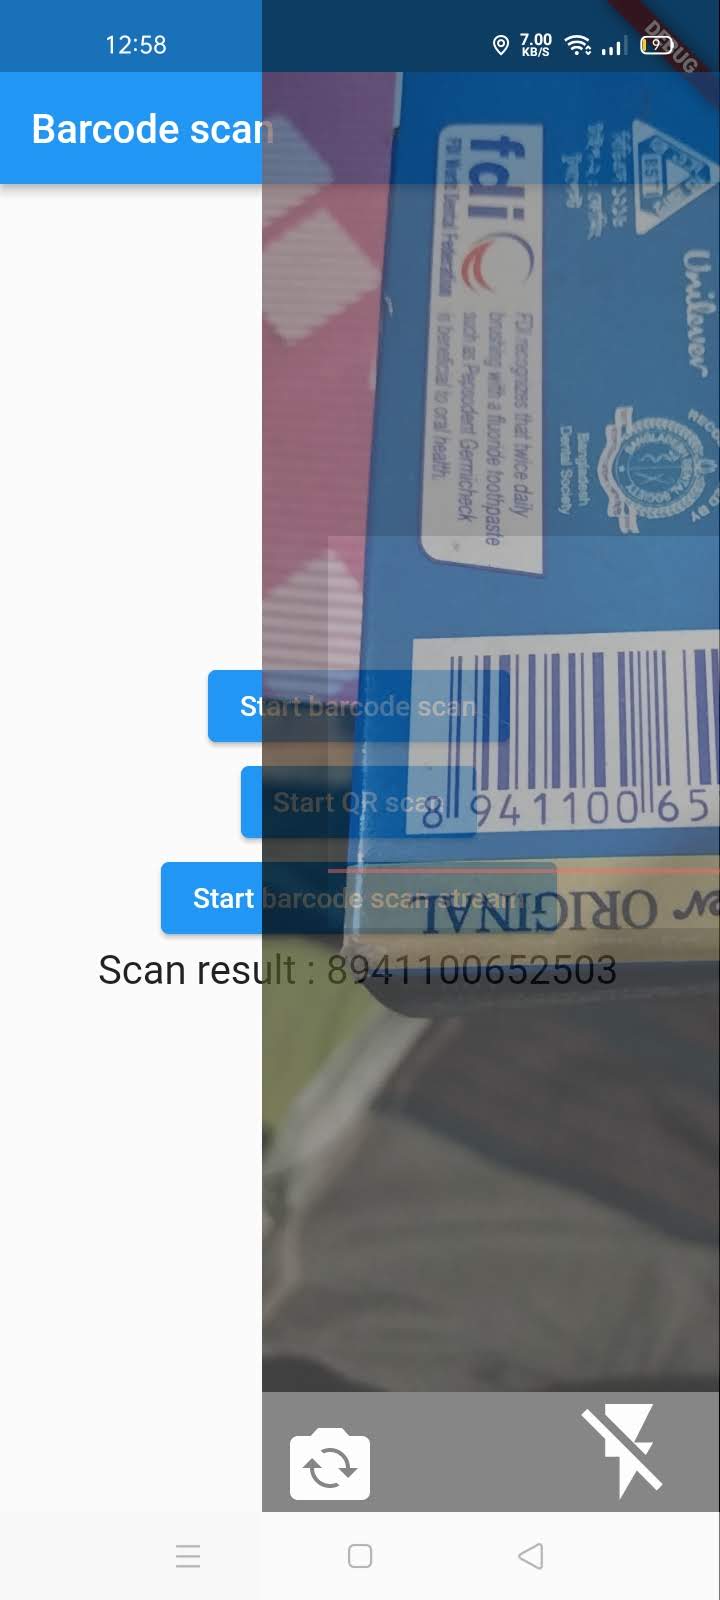 12:58
7.00
KB/S
9
DEBUG
Barcode scan
fdi
FDI World Dental Federation
FDI recognizes that twice daily
brushing with a fluoride toothpaste
such as Pepsodent Germicheck
is beneficial to oral health.
BSTI
Unilever
Bangladesh
Dental Society
Start barcode scan
Start QR scan
8 941100 65
Start barcode scan stream
ORIGINAL
Scan result : 8941100652503